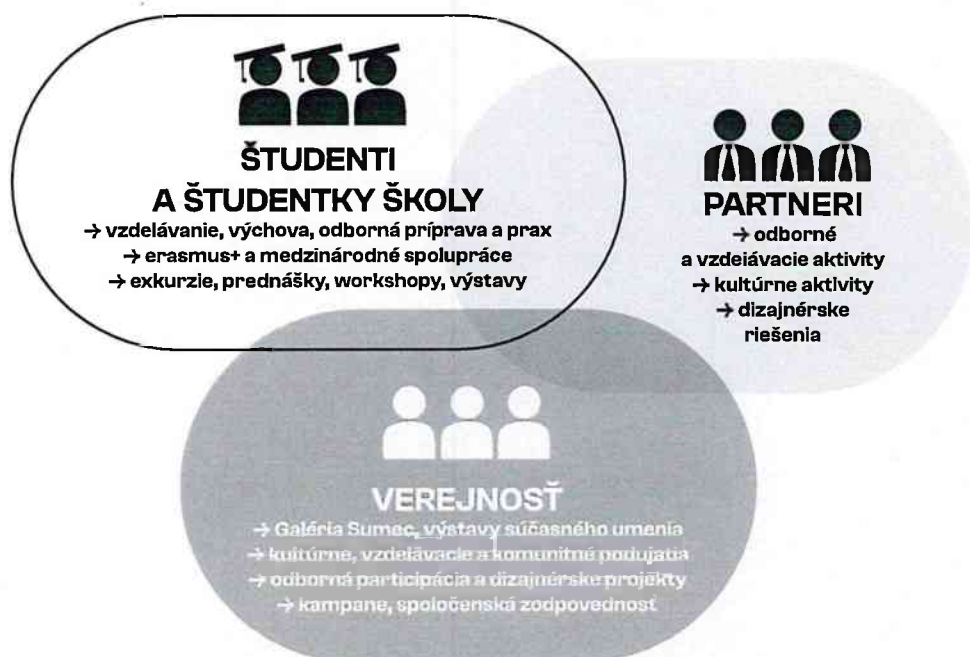 ŠTUDENTI
A ŠTUDENTKY ŠKOLY
→ vzdelávanie, výchova, odborná príprava a prax
→ erasmus+ a medzinárodné spolupráce
→ exkurzie, prednášky, workshopy, výstavy
PARTNERI
→ odborné
a vzdelávacie aktivity
→ kultúrne aktivity
→ dizajnérske
riešenia
VEREJNOSŤ
→ Galéria Sumec, výstavy súčasného umenia
→ kultúrne, vzdelávacie a komunitné podujatia
→ odborná participácia a dizajnérske projekty
→ kampane, spoločenská zodpovednosť